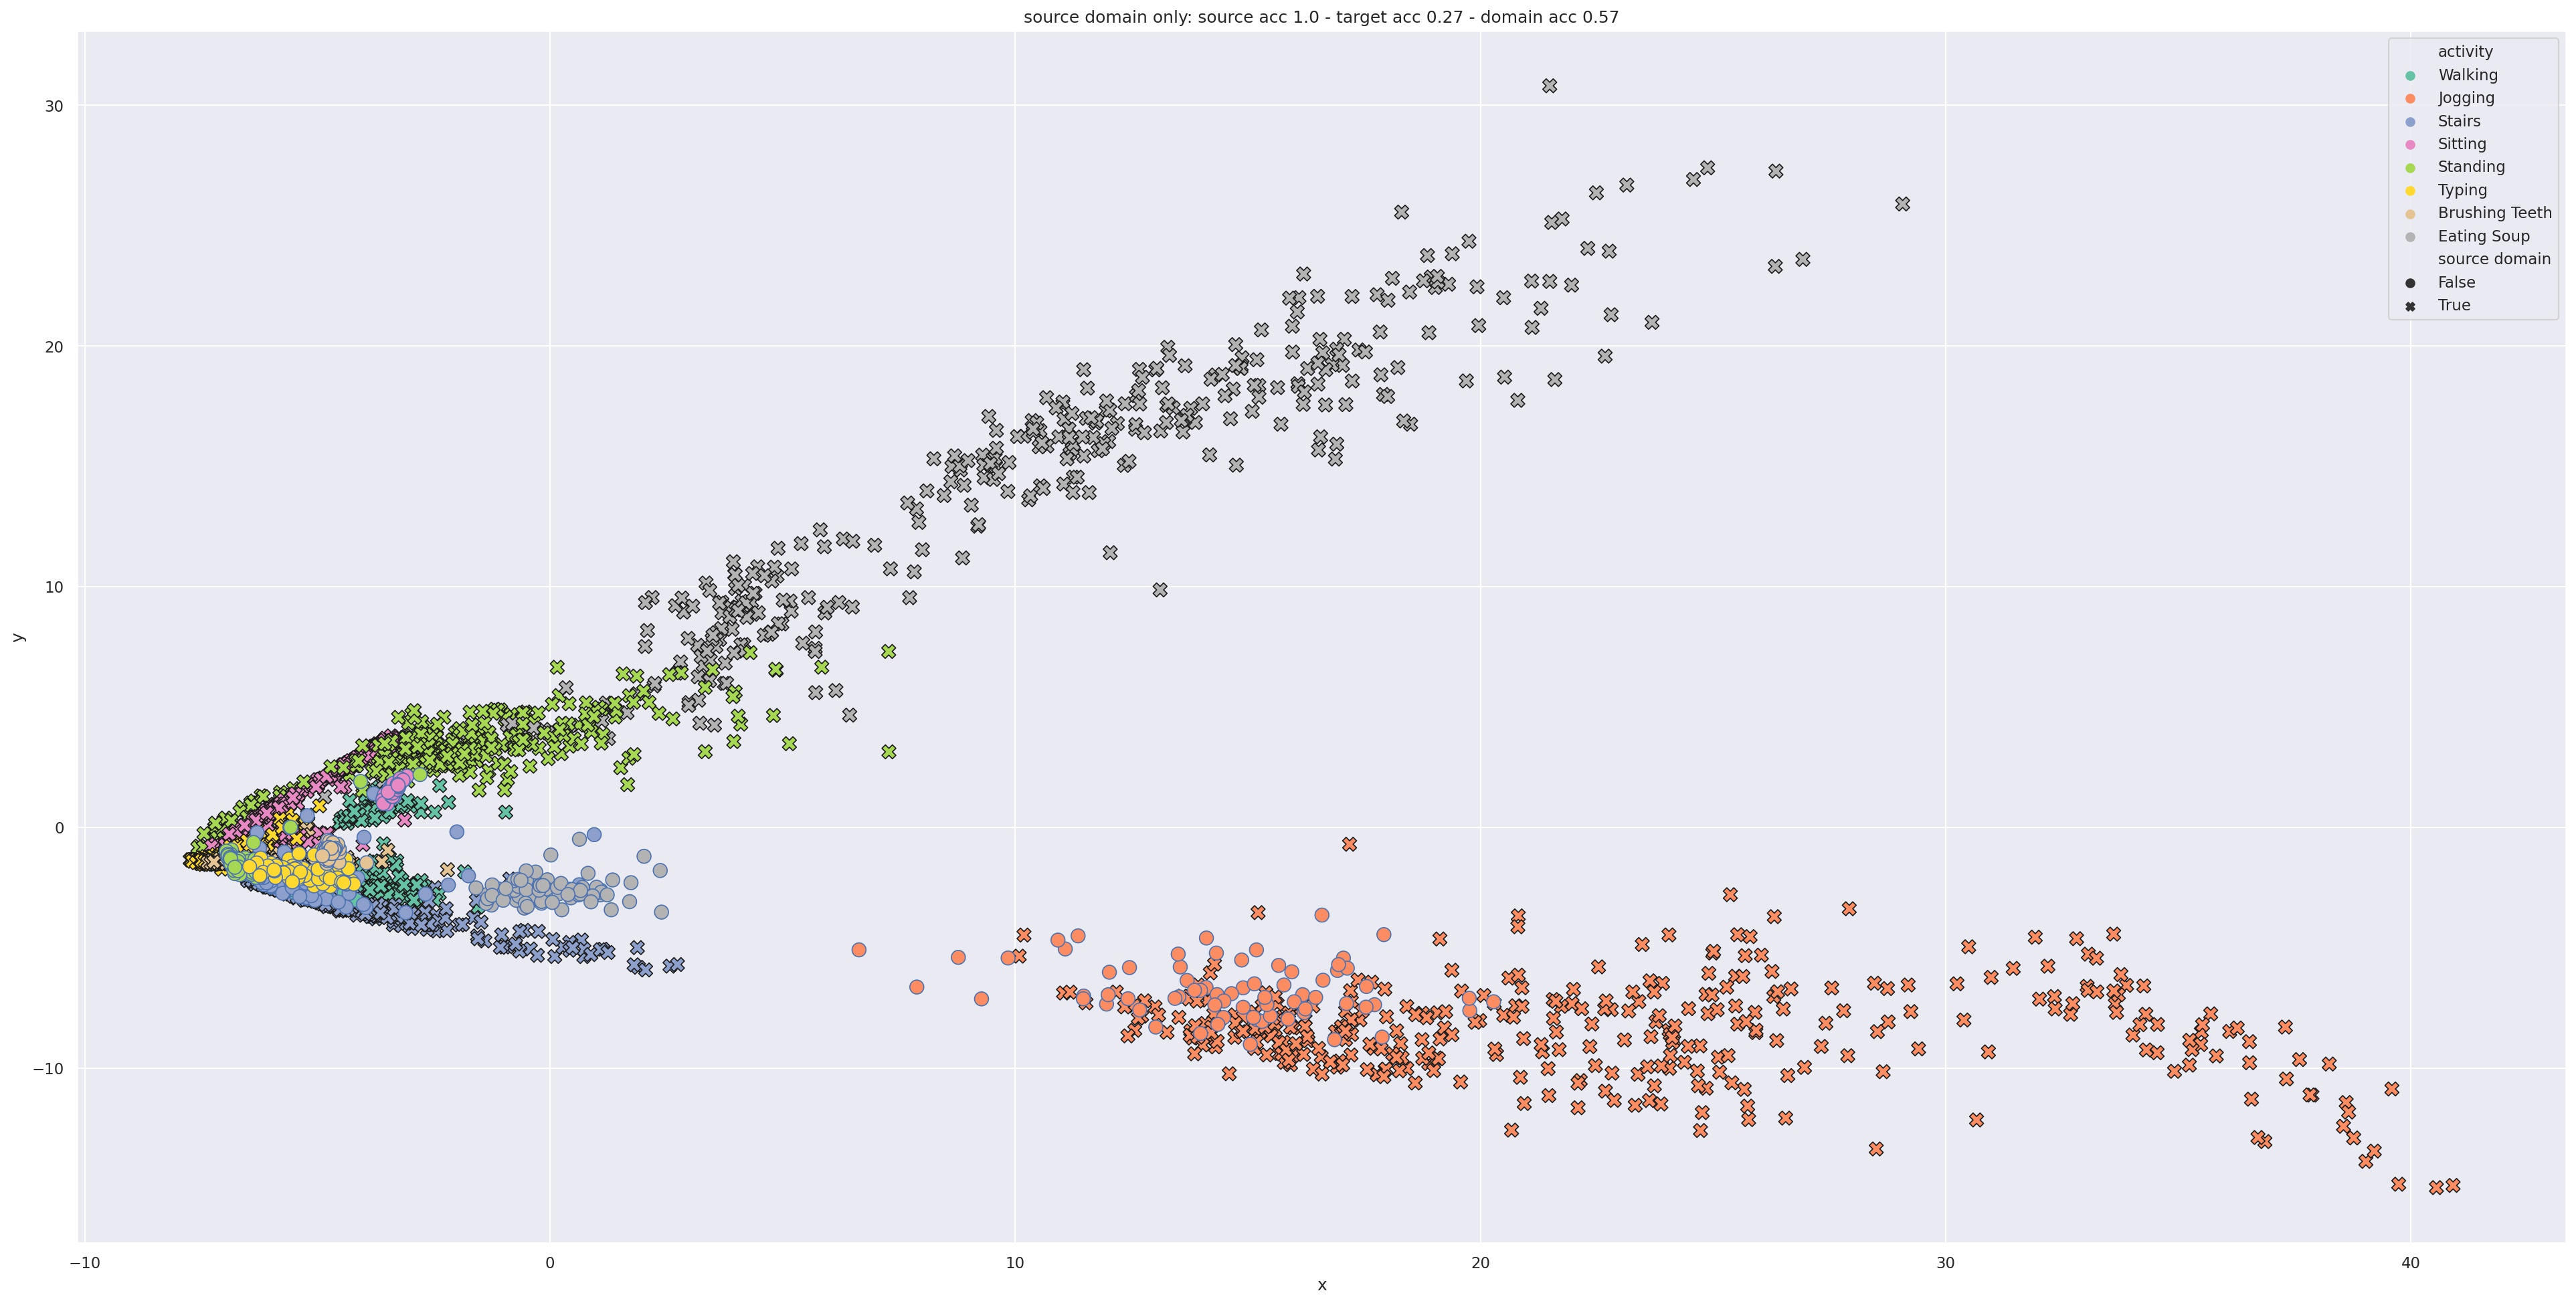 source domain only: source acc 1.0 - target acc 0.27 - domain acc 0.57
activity
Walking
Jogging
Stairs
Sitting
Standing
Typing
Brushing Teeth
Eating Soup
source domain
False
True
30
20
10
0
−10
y
−10 0 10 20 30 40
x